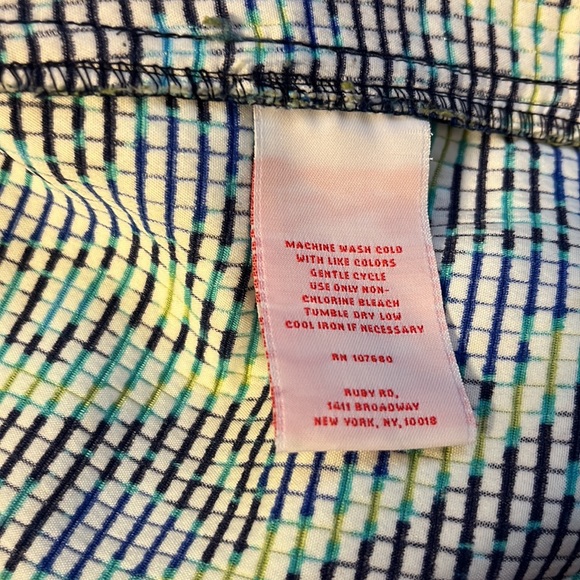 MACHINE WASH COLD
WITH LIKE COLORS
GENTLE CYCLE
USE ONLY NON-
CHLORINE BLEACH
TUMBLE DRY LOW
COOL IRON IF NECESSARY
RN 107680
RUBY RD,
1411 BROADWAY
NEW YORK, NY, 10018